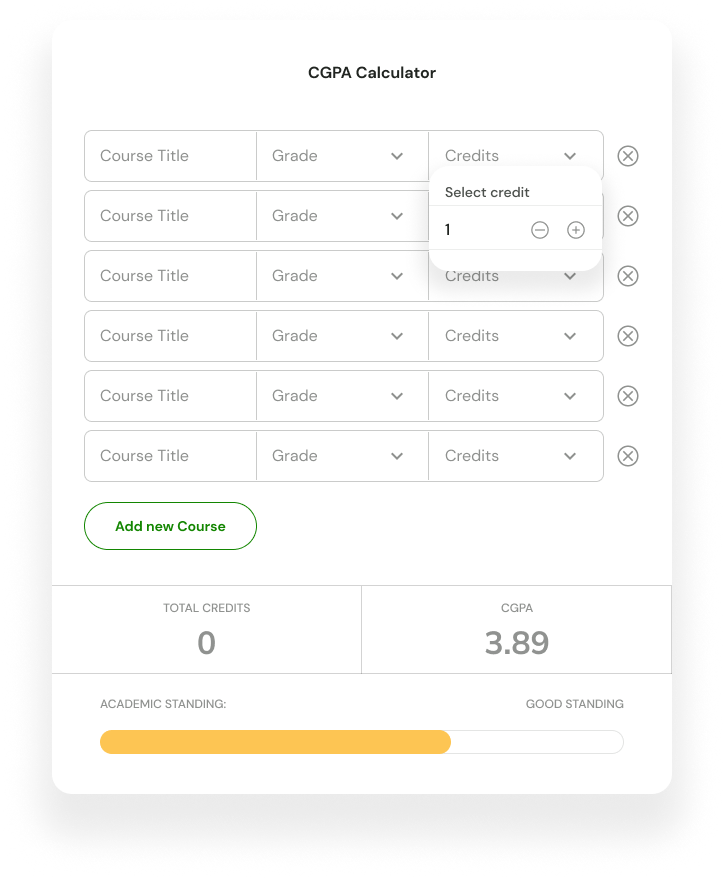 CGPA Calculator
Course Title Grade Credits
Select credit
Course Title Grade
1
Course Title Grade Credits
Course Title Grade Credits
Course Title Grade Credits
Course Title Grade Credits
Add new Course
TOTAL CREDITS CGPA
0 3.89
ACADEMIC STANDING: GOOD STANDING